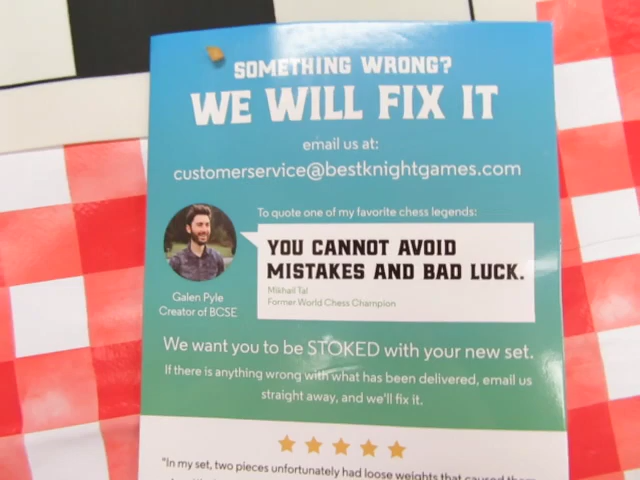 SOMETHING WRONG?
WE WILL FIX IT
email us at:
customerservice@bestknightgames.com
To quote one of my favorite chess legends:
YOU CANNOT AVOID
MISTAKES AND BAD LUCK.
Mikhail Tal
Former World Chess Champion
Galen Pyle
Creator of BCSE
We want you to be STOKED with your new set.
If there is anything wrong with what has been delivered, email us
straight away, and we'll fix it.
"In my set, two pieces unfortunately had loose weights that caused them